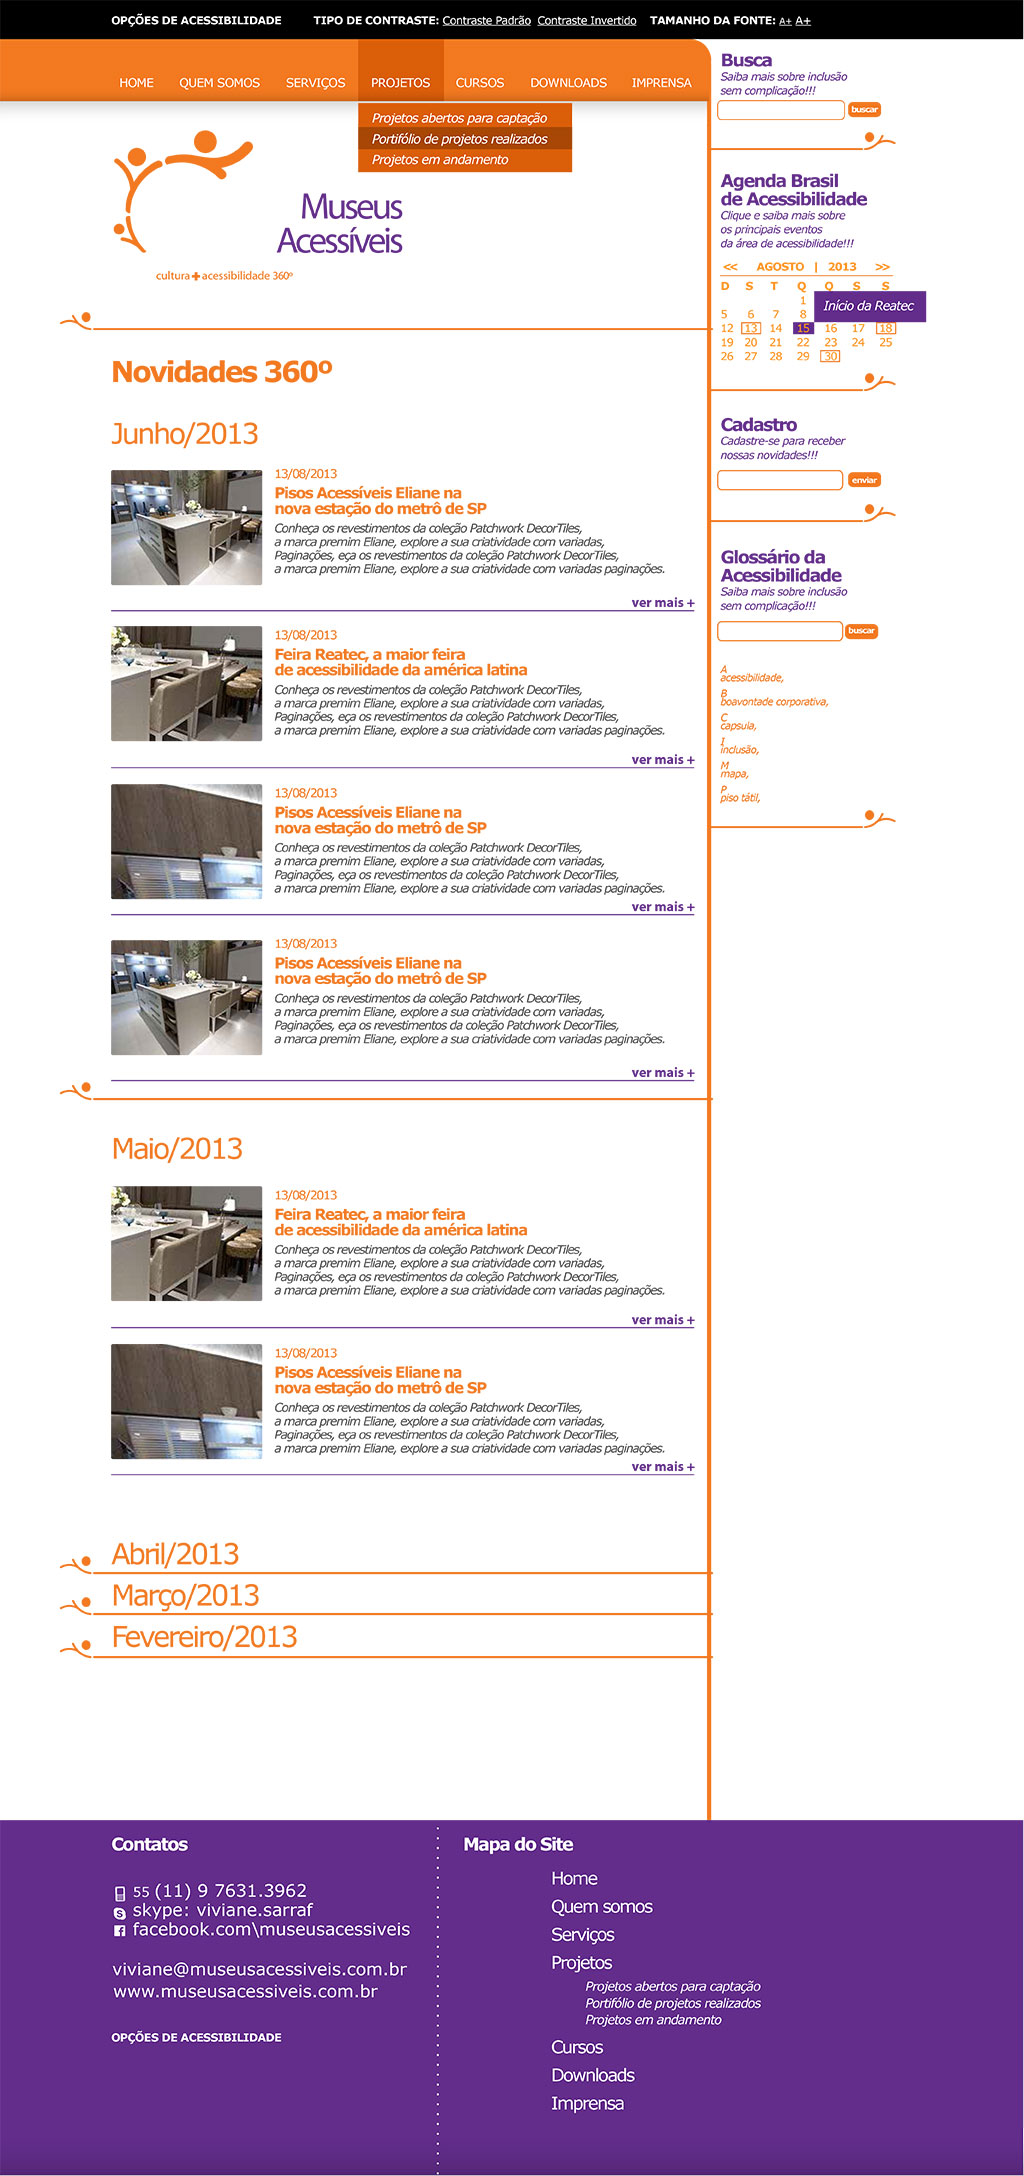 OPÇÕES DE ACESSIBILIDADE TIPO DE CONTRASTE: Contraste Padrão Contraste Invertido TAMANHO DA FONTE: A+ A+
HOME QUEM SOMOS SERVIÇOS PROJETOS CURSOS DOWNLOADS IMPRENSA
Projetos abertos para captação
Portifólio de projetos realizados
Projetos em andamento
Museus
Acessíveis
cultura+acessibilidade 360º
Novidades 360º
Junho/2013
13/08/2013
Pisos Acessíveis Eliane na
nova estação do metrô de SP
Conheça os revestimentos da coleção Patchwork DecorTiles,
a marca premim Eliane, explore a sua criatividade com variadas,
Paginações, eça os revestimentos da coleção Patchwork DecorTiles,
a marca premim Eliane, explore a sua criatividade com variadas paginações.
ver mais +
13/08/2013
Feira Reatec, a maior feira
de acessibilidade da américa latina
Conheça os revestimentos da coleção Patchwork DecorTiles,
a marca premim Eliane, explore a sua criatividade com variadas,
Paginações, eça os revestimentos da coleção Patchwork DecorTiles,
a marca premim Eliane, explore a sua criatividade com variadas paginações.
ver mais +
13/08/2013
Pisos Acessíveis Eliane na
nova estação do metrô de SP
Conheça os revestimentos da coleção Patchwork DecorTiles,
a marca premim Eliane, explore a sua criatividade com variadas,
Paginações, eça os revestimentos da coleção Patchwork DecorTiles,
a marca premim Eliane, explore a sua criatividade com variadas paginações.
ver mais +
13/08/2013
Pisos Acessíveis Eliane na
nova estação do metrô de SP
Conheça os revestimentos da coleção Patchwork DecorTiles,
a marca premim Eliane, explore a sua criatividade com variadas,
Paginações, eça os revestimentos da coleção Patchwork DecorTiles,
a marca premim Eliane, explore a sua criatividade com variadas paginações.
ver mais +
Maio/2013
13/08/2013
Feira Reatec, a maior feira
de acessibilidade da américa latina
Conheça os revestimentos da coleção Patchwork DecorTiles,
a marca premim Eliane, explore a sua criatividade com variadas,
Paginações, eça os revestimentos da coleção Patchwork DecorTiles,
a marca premim Eliane, explore a sua criatividade com variadas paginações.
ver mais +
13/08/2013
Pisos Acessíveis Eliane na
nova estação do metrô de SP
Conheça os revestimentos da coleção Patchwork DecorTiles,
a marca premim Eliane, explore a sua criatividade com variadas,
Paginações, eça os revestimentos da coleção Patchwork DecorTiles,
a marca premim Eliane, explore a sua criatividade com variadas paginações.
ver mais +
Abril/2013
Março/2013
Fevereiro/2013
Busca
Saiba mais sobre inclusão
sem complicação!!!
buscar
Agenda Brasil
de Acessibilidade
Clique e saiba mais sobre
os principais eventos
da área de acessibilidade!!!
<< AGOSTO | 2013 >>
D S T Q Q S S
1
Início da Reatec
5 6 7 8
12 13 14 15 16 17 18
19 20 21 22 23 24 25
26 27 28 29 30
Cadastro
Cadastre-se para receber
nossas novidades!!!
enviar
Glossário da
Acessibilidade
Saiba mais sobre inclusão
sem complicação!!!
buscar
A
acessibilidade,
B
boavontade corporativa,
C
capsula,
I
inclusão,
M
mapa,
P
piso tátil,
Contatos
55 (11) 9 7631.3962
skype: viviane.sarraf
facebook.com\museusacessiveis
viviane@museusacessiveis.com.br
www.museusacessiveis.com.br
OPÇÕES DE ACESSIBILIDADE
Mapa do Site
Home
Quem somos
Serviços
Projetos
Projetos abertos para captação
Portifólio de projetos realizados
Projetos em andamento
Cursos
Downloads
Imprensa